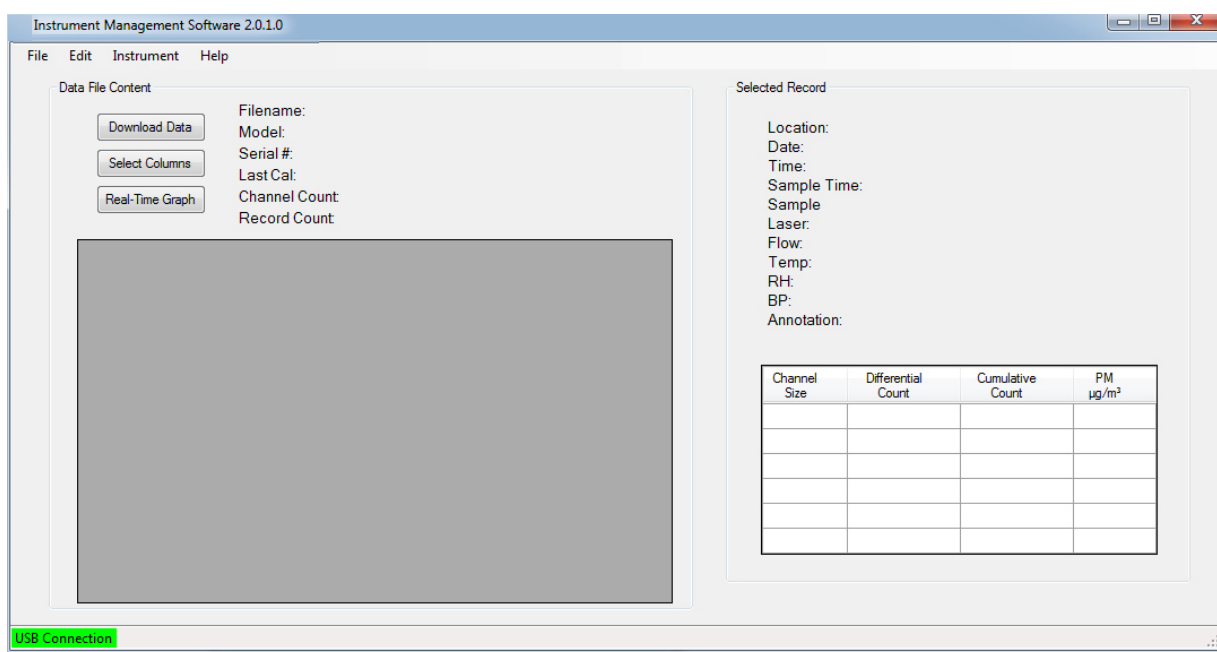 Instrument Management Software 2.0.1.0
File Edit Instrument Help
Data File Content
Download Data
Select Columns
Real-Time Graph
Filename:
Model:
Serial #:
Last Cal:
Channel Count:
Record Count:
Selected Record
Location:
Date:
Time:
Sample Time:
Sample
Laser:
Flow:
Temp:
RH:
BP:
Annotation:
Channel Size
Differential Count
Cumulative Count
PM µg/m³
USB Connection